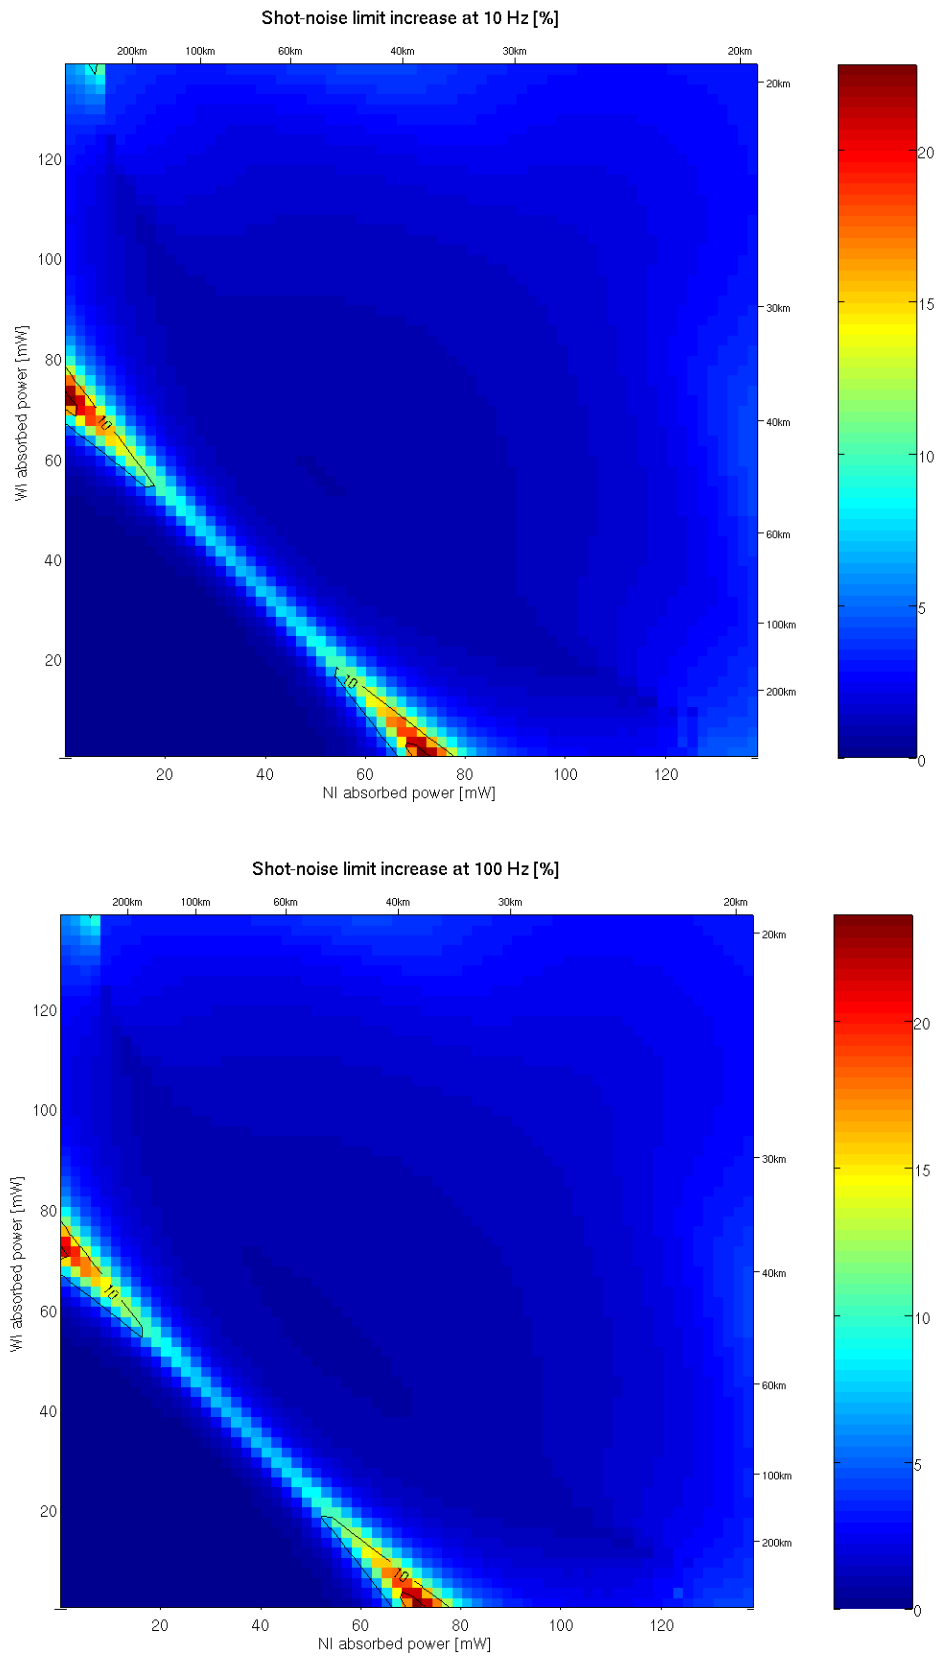 Shot-noise limit increase at 10 Hz [%]
200km 100km 60km 40km 30km 20km
20km
30km
40km
60km
100km
200km
WI absorbed power [mW]
120
100
80
60
40
20
10
10
20 40 60 80 100 120
NI absorbed power [mW]
20
15
10
5
0
Shot-noise limit increase at 100 Hz [%]
200km 100km 60km 40km 30km 20km
20km
30km
40km
60km
100km
200km
WI absorbed power [mW]
120
100
80
60
40
20
10
10
20 40 60 80 100 120
NI absorbed power [mW]
20
15
10
5
0